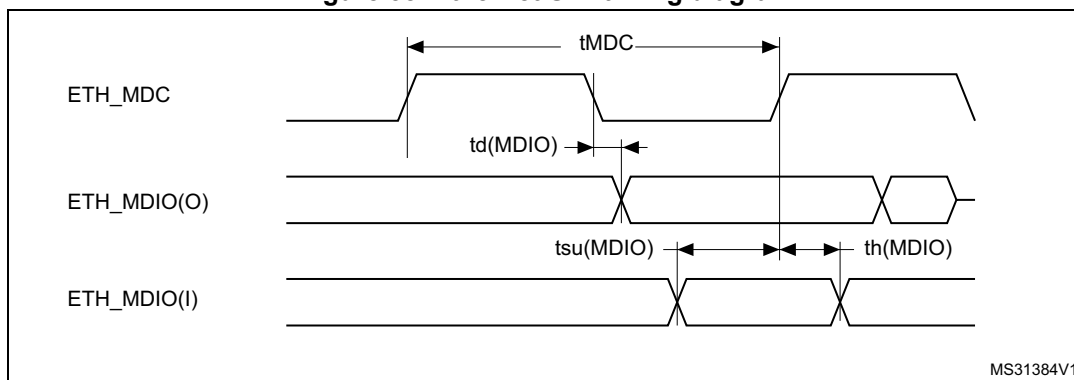 tMDC
ETH_MDC
td(MDIO)
ETH_MDIO(O)
tsu(MDIO) th(MDIO)
ETH_MDIO(I)
MS31384V1